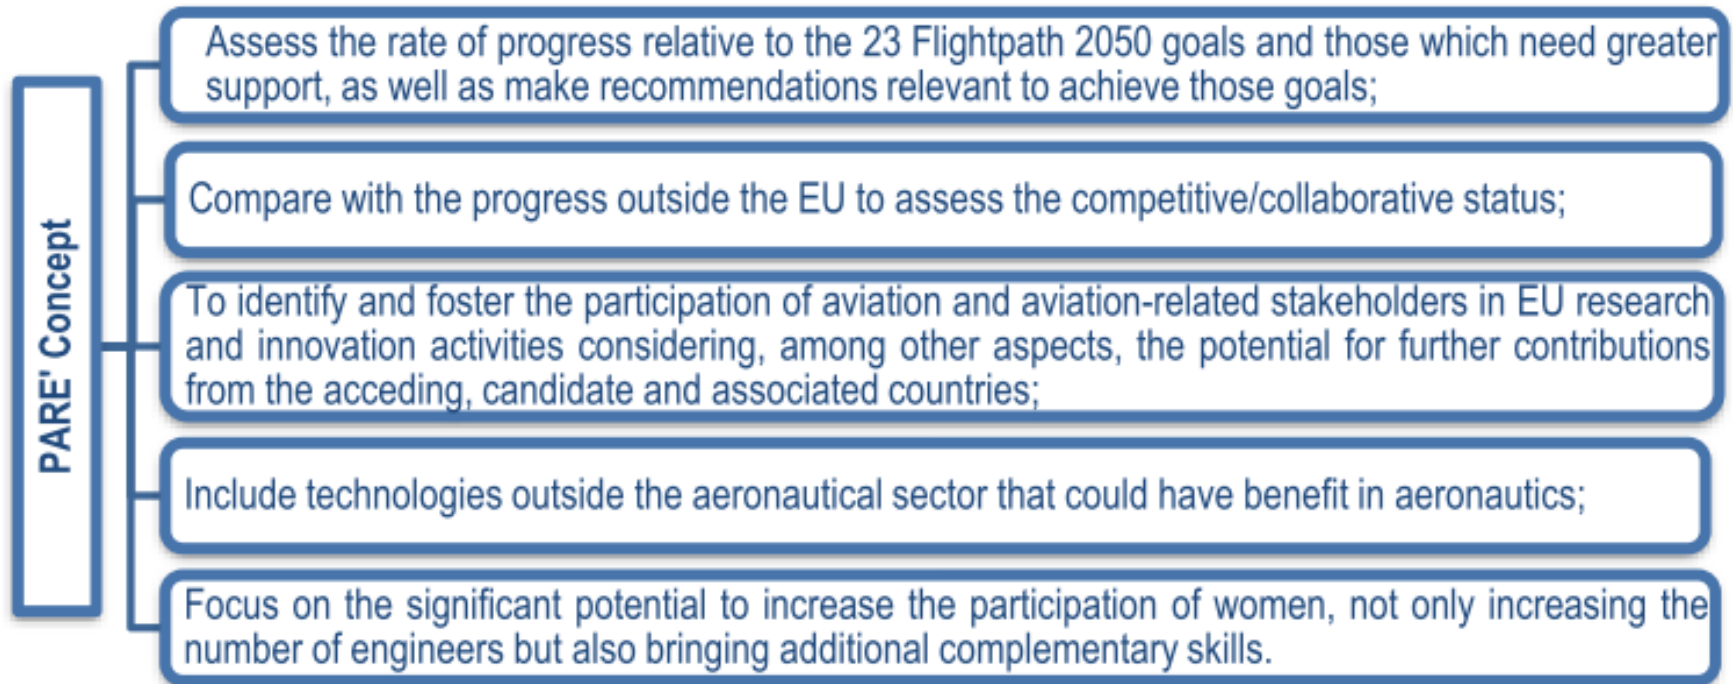 PARE' Concept
Assess the rate of progress relative to the 23 Flightpath 2050 goals and those which need greater
support, as well as make recommendations relevant to achieve those goals;
Compare with the progress outside the EU to assess the competitive/collaborative status;
To identify and foster the participation of aviation and aviation-related stakeholders in EU research
and innovation activities considering, among other aspects, the potential for further contributions
from the acceding, candidate and associated countries;
Include technologies outside the aeronautical sector that could have benefit in aeronautics;
Focus on the significant potential to increase the participation of women, not only increasing the
number of engineers but also bringing additional complementary skills.